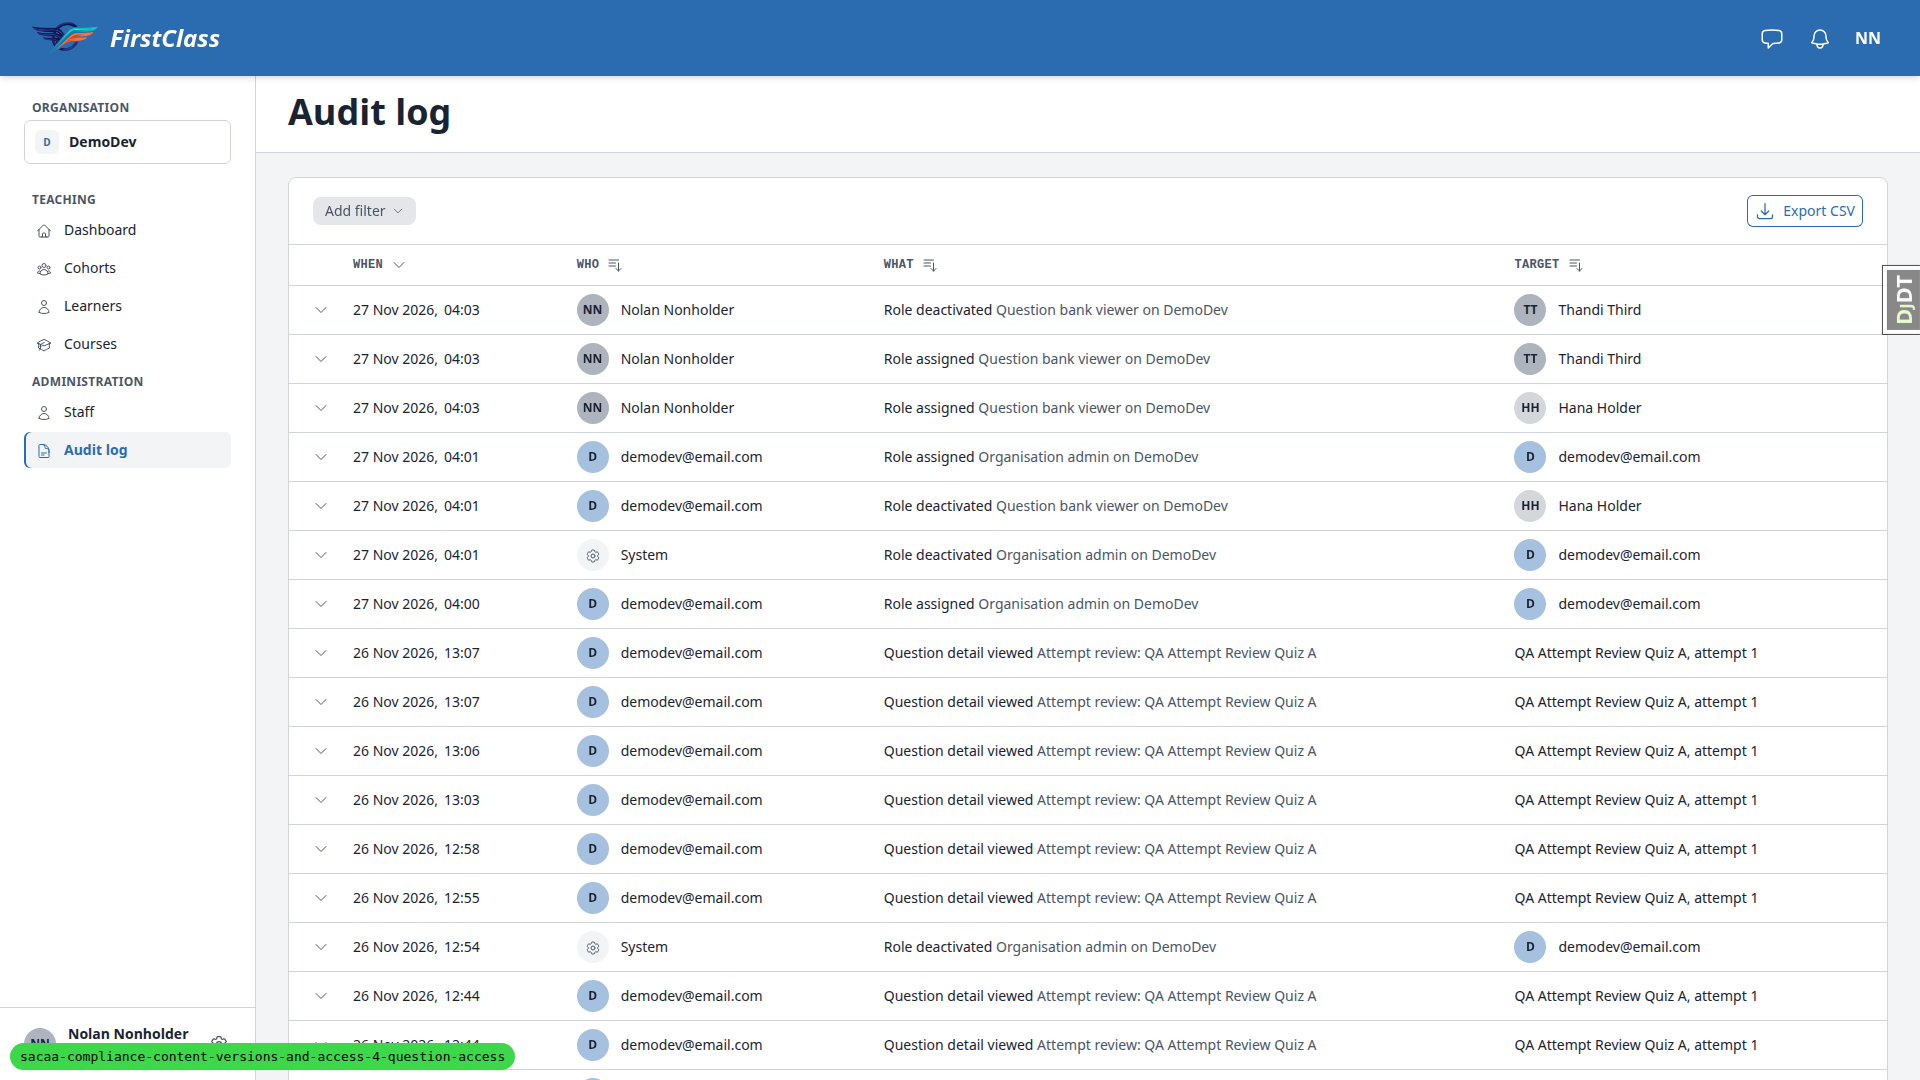 FirstClass
NN
ORGANISATION
D DemoDev
TEACHING
Dashboard
Cohorts
Learners
Courses
ADMINISTRATION
Staff
Audit log
Nolan Nonholder
sacaa-compliance-content-versions-and-access-4-question-access
Audit log
Add filter
Export CSV
WHEN WHO WHAT TARGET
27 Nov 2026, 04:03 NN Nolan Nonholder Role deactivated Question bank viewer on DemoDev TT Thandi Third
27 Nov 2026, 04:03 NN Nolan Nonholder Role assigned Question bank viewer on DemoDev TT Thandi Third
27 Nov 2026, 04:03 NN Nolan Nonholder Role assigned Question bank viewer on DemoDev HH Hana Holder
27 Nov 2026, 04:01 D demodev@email.com Role assigned Organisation admin on DemoDev D demodev@email.com
27 Nov 2026, 04:01 D demodev@email.com Role deactivated Question bank viewer on DemoDev HH Hana Holder
27 Nov 2026, 04:01 System Role deactivated Organisation admin on DemoDev D demodev@email.com
27 Nov 2026, 04:00 D demodev@email.com Role assigned Organisation admin on DemoDev D demodev@email.com
26 Nov 2026, 13:07 D demodev@email.com Question detail viewed Attempt review: QA Attempt Review Quiz A QA Attempt Review Quiz A, attempt 1
26 Nov 2026, 13:07 D demodev@email.com Question detail viewed Attempt review: QA Attempt Review Quiz A QA Attempt Review Quiz A, attempt 1
26 Nov 2026, 13:06 D demodev@email.com Question detail viewed Attempt review: QA Attempt Review Quiz A QA Attempt Review Quiz A, attempt 1
26 Nov 2026, 13:03 D demodev@email.com Question detail viewed Attempt review: QA Attempt Review Quiz A QA Attempt Review Quiz A, attempt 1
26 Nov 2026, 12:58 D demodev@email.com Question detail viewed Attempt review: QA Attempt Review Quiz A QA Attempt Review Quiz A, attempt 1
26 Nov 2026, 12:55 D demodev@email.com Question detail viewed Attempt review: QA Attempt Review Quiz A QA Attempt Review Quiz A, attempt 1
26 Nov 2026, 12:54 System Role deactivated Organisation admin on DemoDev D demodev@email.com
26 Nov 2026, 12:44 D demodev@email.com Question detail viewed Attempt review: QA Attempt Review Quiz A QA Attempt Review Quiz A, attempt 1
D demodev@email.com Question detail viewed Attempt review: QA Attempt Review Quiz A QA Attempt Review Quiz A, attempt 1
DjDT